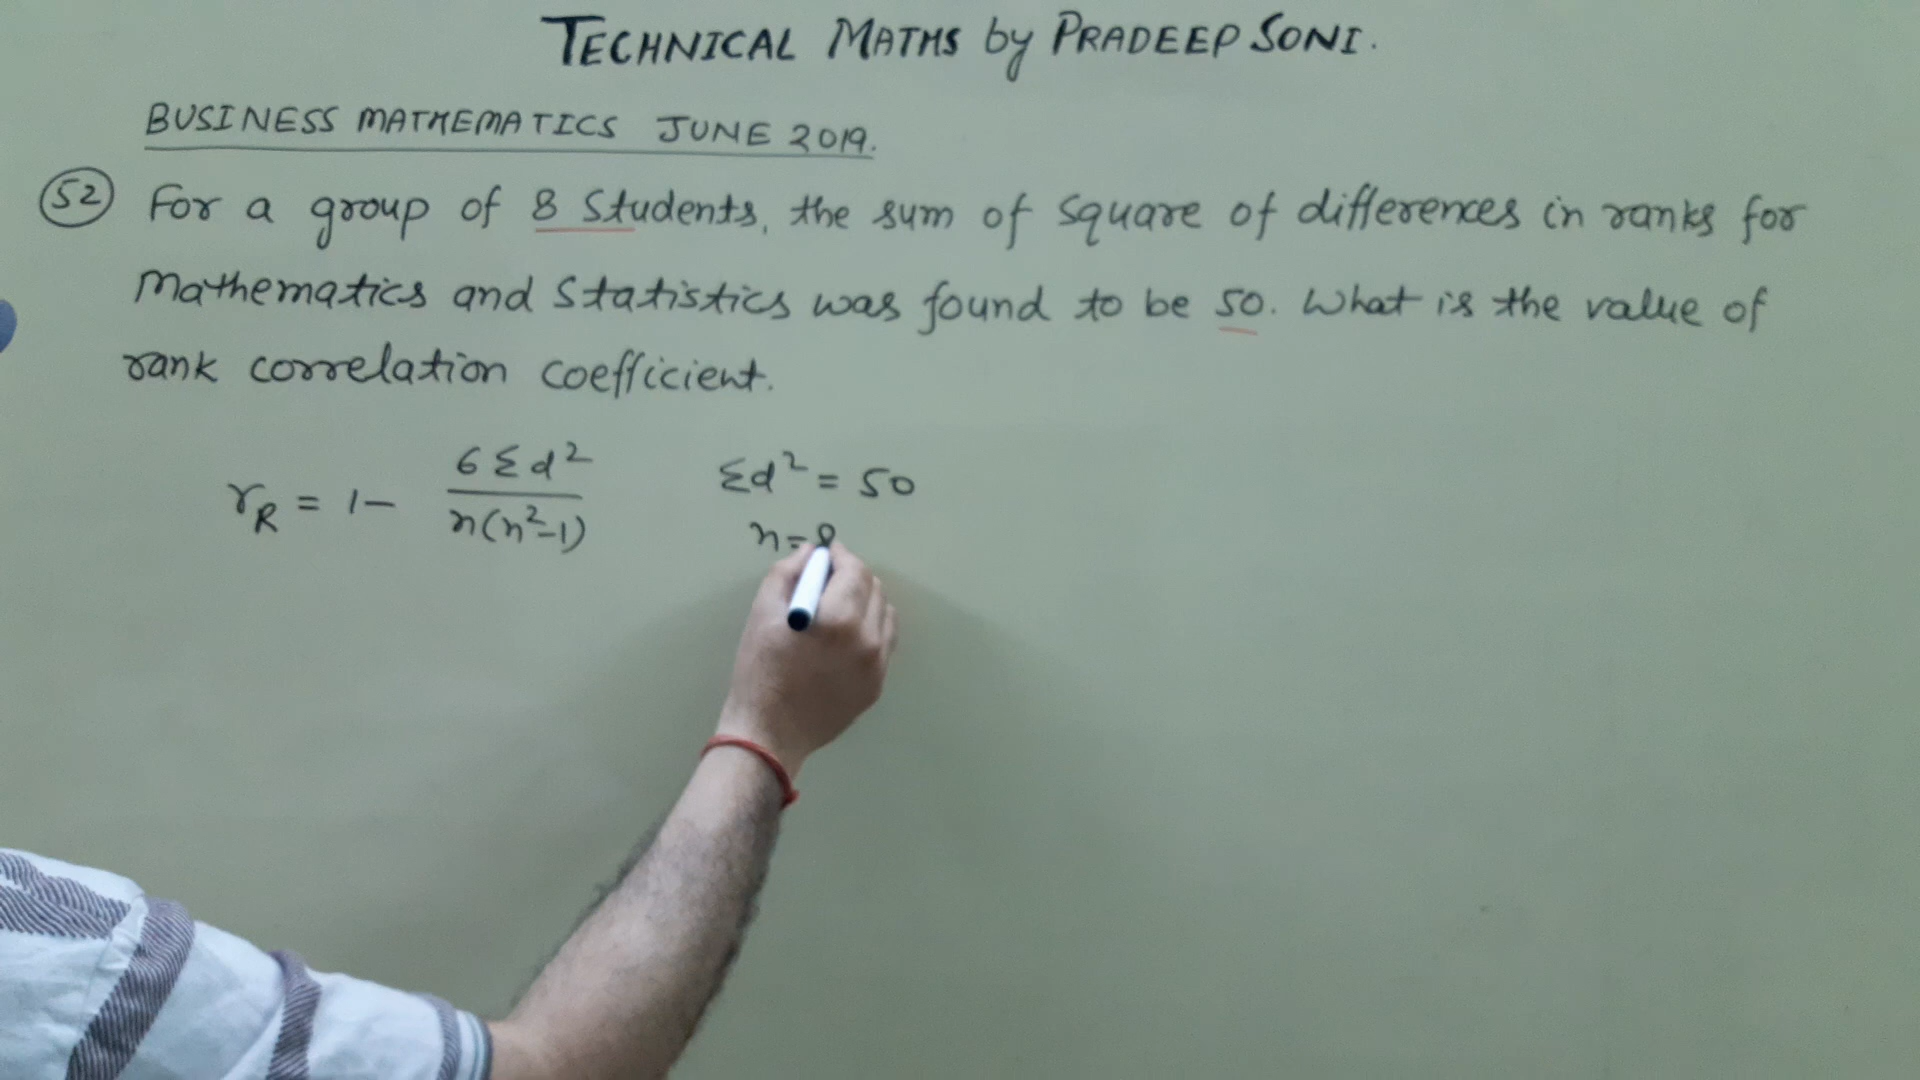 TECHNICAL MATHS by PRADEEP SONI.
BUSINESS MATHEMATICS JUNE 2019.
52 For a group of 8 Students, the sum of square of differences in ranks for
Mathematics and Statistics was found to be 50. What is the value of
rank correlation coefficient.
r_R = 1 - 6Σd² / n(n²-1)
Σd² = 50
n=8